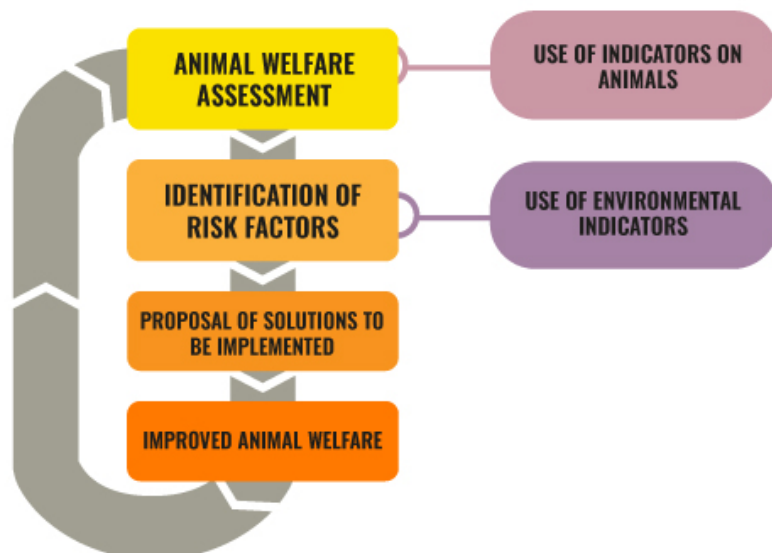 ANIMAL WELFARE
ASSESSMENT
USE OF INDICATORS ON
ANIMALS
IDENTIFICATION OF
RISK FACTORS
USE OF ENVIRONMENTAL
INDICATORS
PROPOSAL OF SOLUTIONS TO
BE IMPLEMENTED
IMPROVED ANIMAL WELFARE